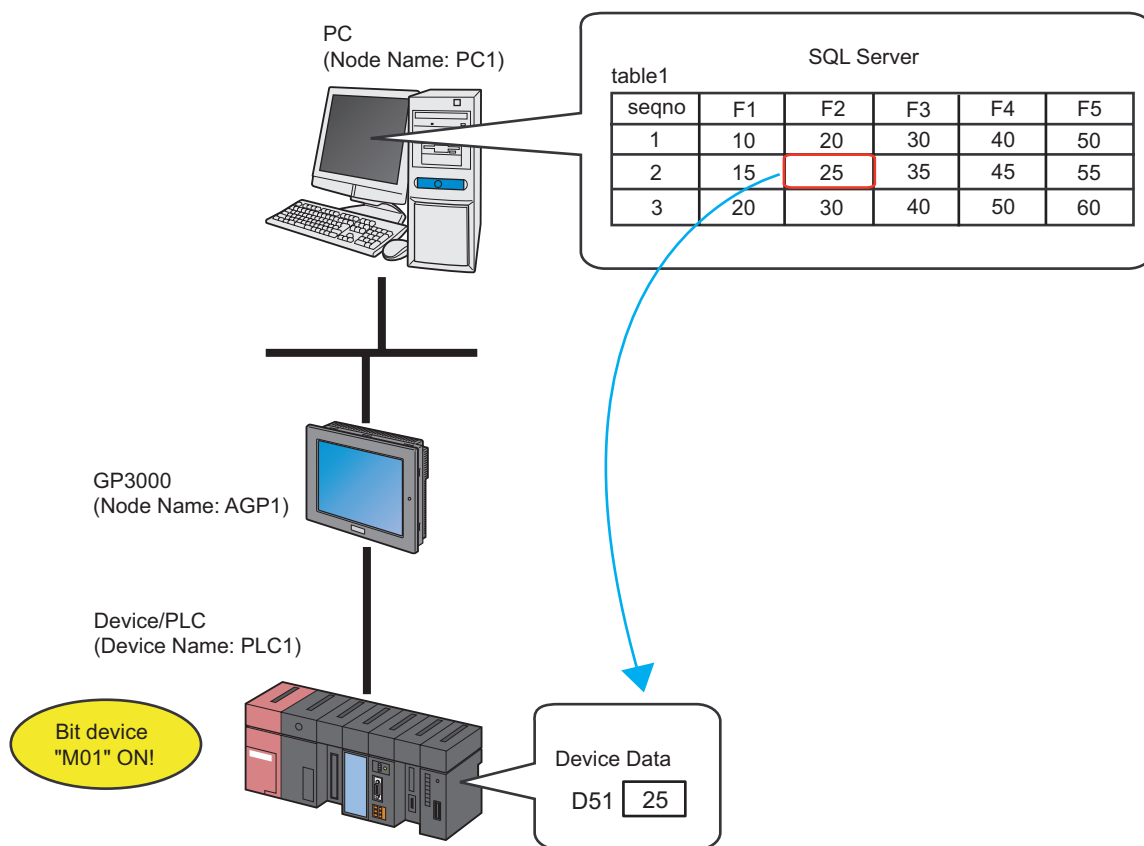 PC
(Node Name: PC1)
SQL Server
table1
seqno F1 F2 F3 F4 F5
1 10 20 30 40 50
2 15 25 35 45 55
3 20 30 40 50 60
GP3000
(Node Name: AGP1)
Device/PLC
(Device Name: PLC1)
Bit device
"M01" ON!
Device Data
D51 25